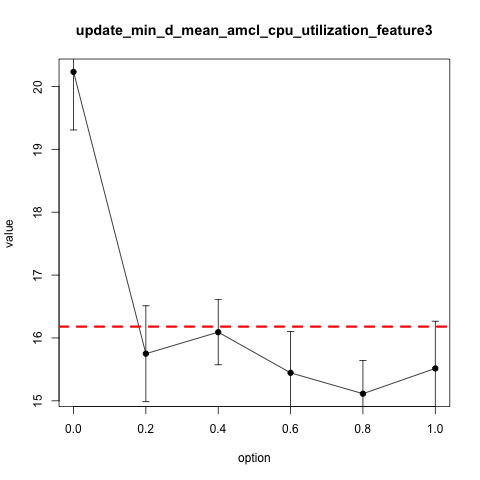 update_min_d_mean_amcl_cpu_utilization_feature3
value
20
19
18
17
16
15
0.0 0.2 0.4 0.6 0.8 1.0
option